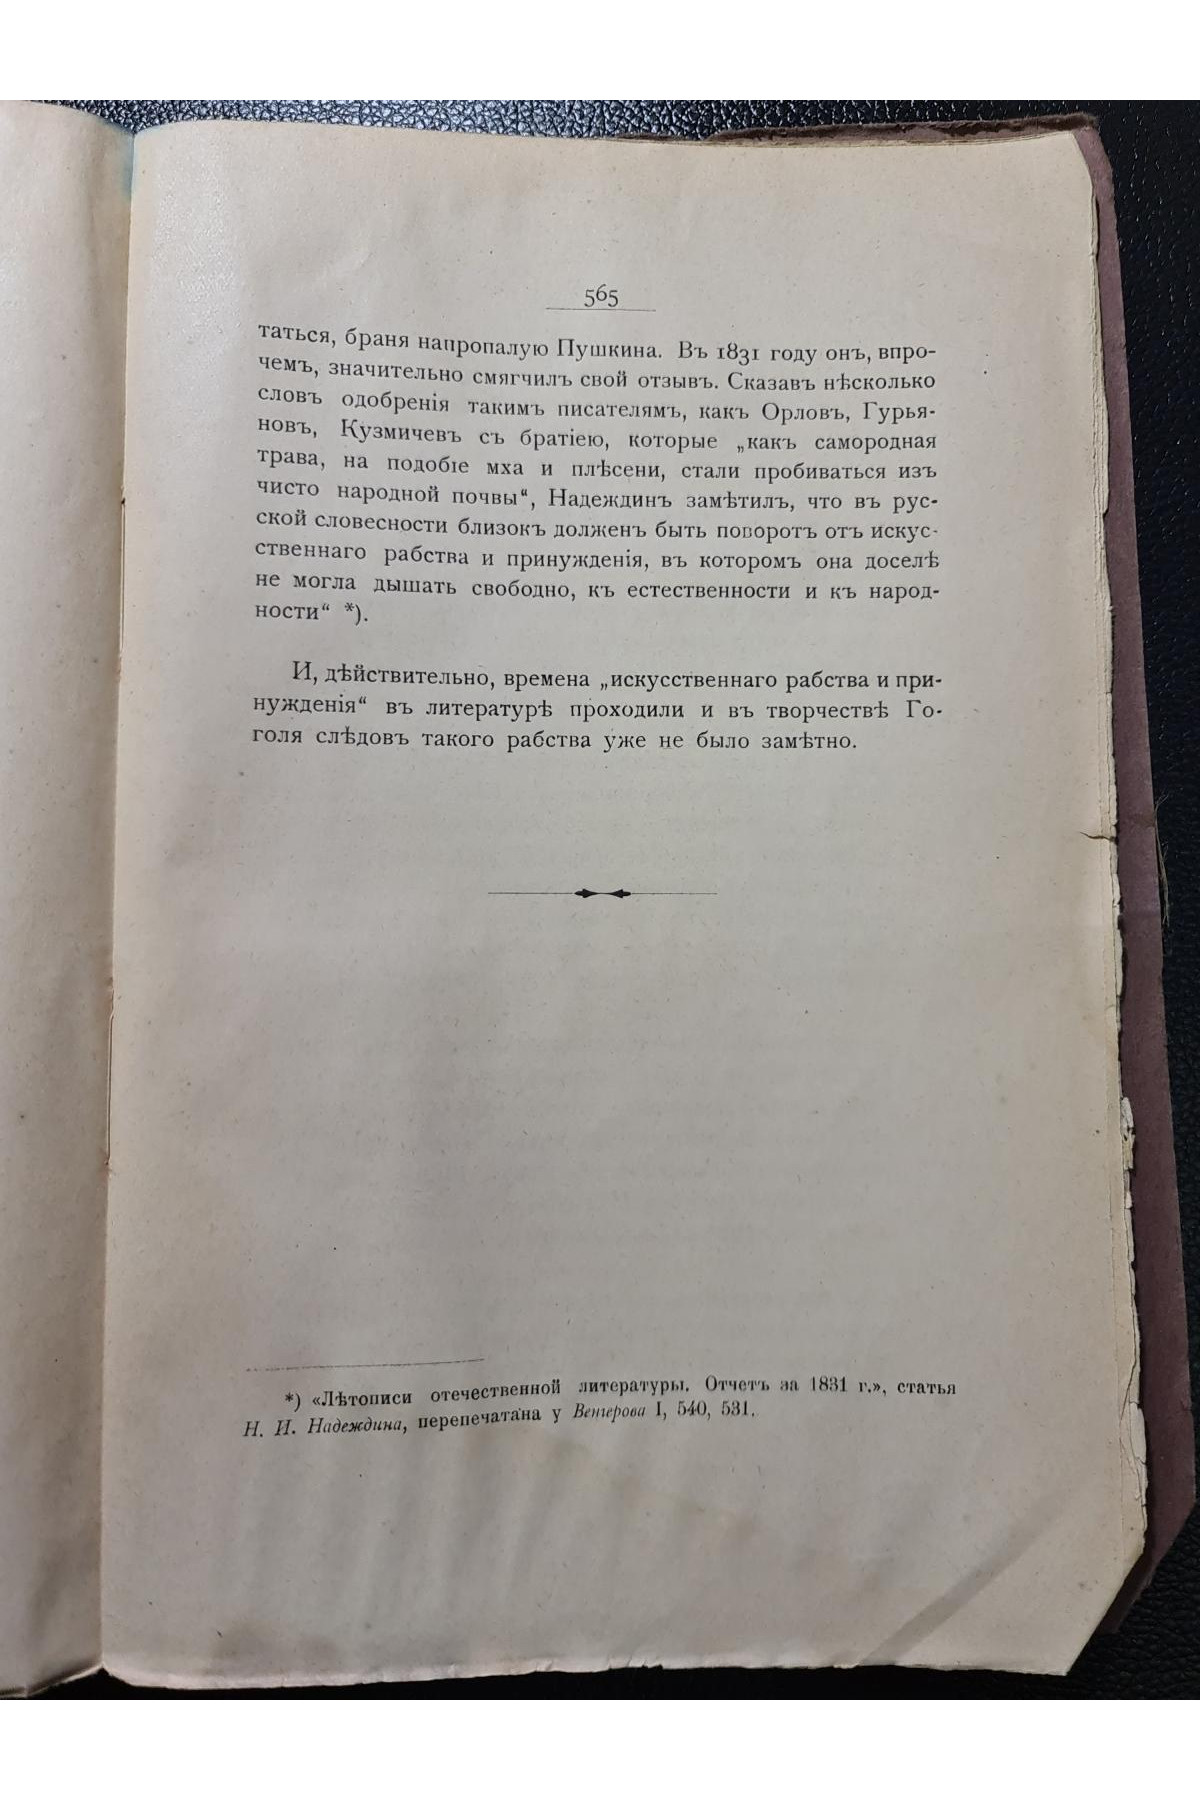 565
таться, браня напропалую Пушкина. Въ 1831 году онъ, впро-
чемъ, значительно смягчилъ свой отзывъ. Сказавъ нѣсколько
словъ одобренія такимъ писателямъ, какъ Орловъ, Гурья-
новъ, Кузмичевъ съ братіею, которые „какъ самородная
трава, на подобіе мха и плѣсени, стали пробиваться изъ
чисто народной почвы“, Надеждинъ замѣтилъ, что въ рус-
ской словесности близокъ долженъ быть поворотъ отъ искус-
ственнаго рабства и принужденія, въ которомъ она доселѣ
не могла дышать свободно, къ естественности и къ народ-
ности“ *).
И, дѣйствительно, времена „искусственнаго рабства и при-
нужденія“ въ литературѣ проходили и въ творчествѣ Го-
голя слѣдовъ такого рабства уже не было замѣтно.
*) «Лѣтописи отечественной литературы. Отчетъ за 1831 г.», статья
Н. И. Надеждина, перепечатана у Венгерова I, 540, 531.